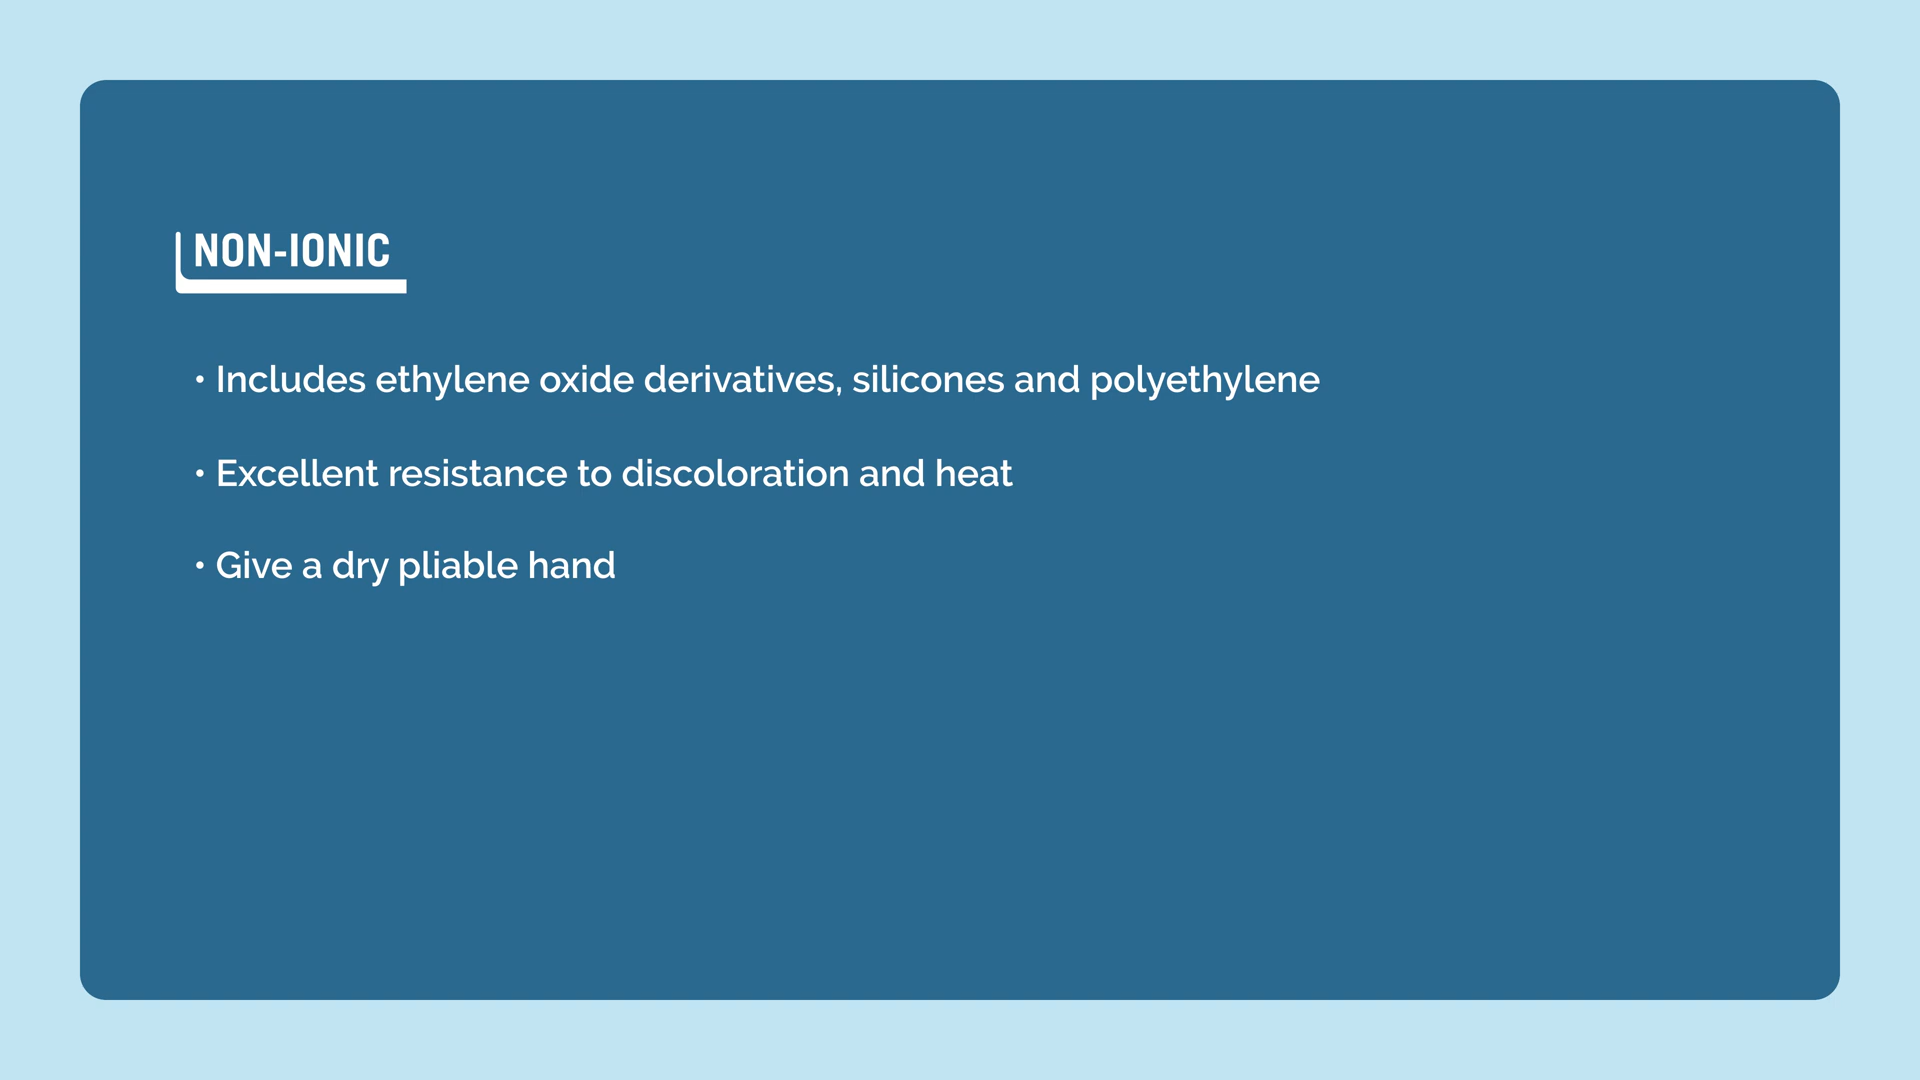 NON-IONIC
• Includes ethylene oxide derivatives, silicones and polyethylene
• Excellent resistance to discoloration and heat
• Give a dry pliable hand